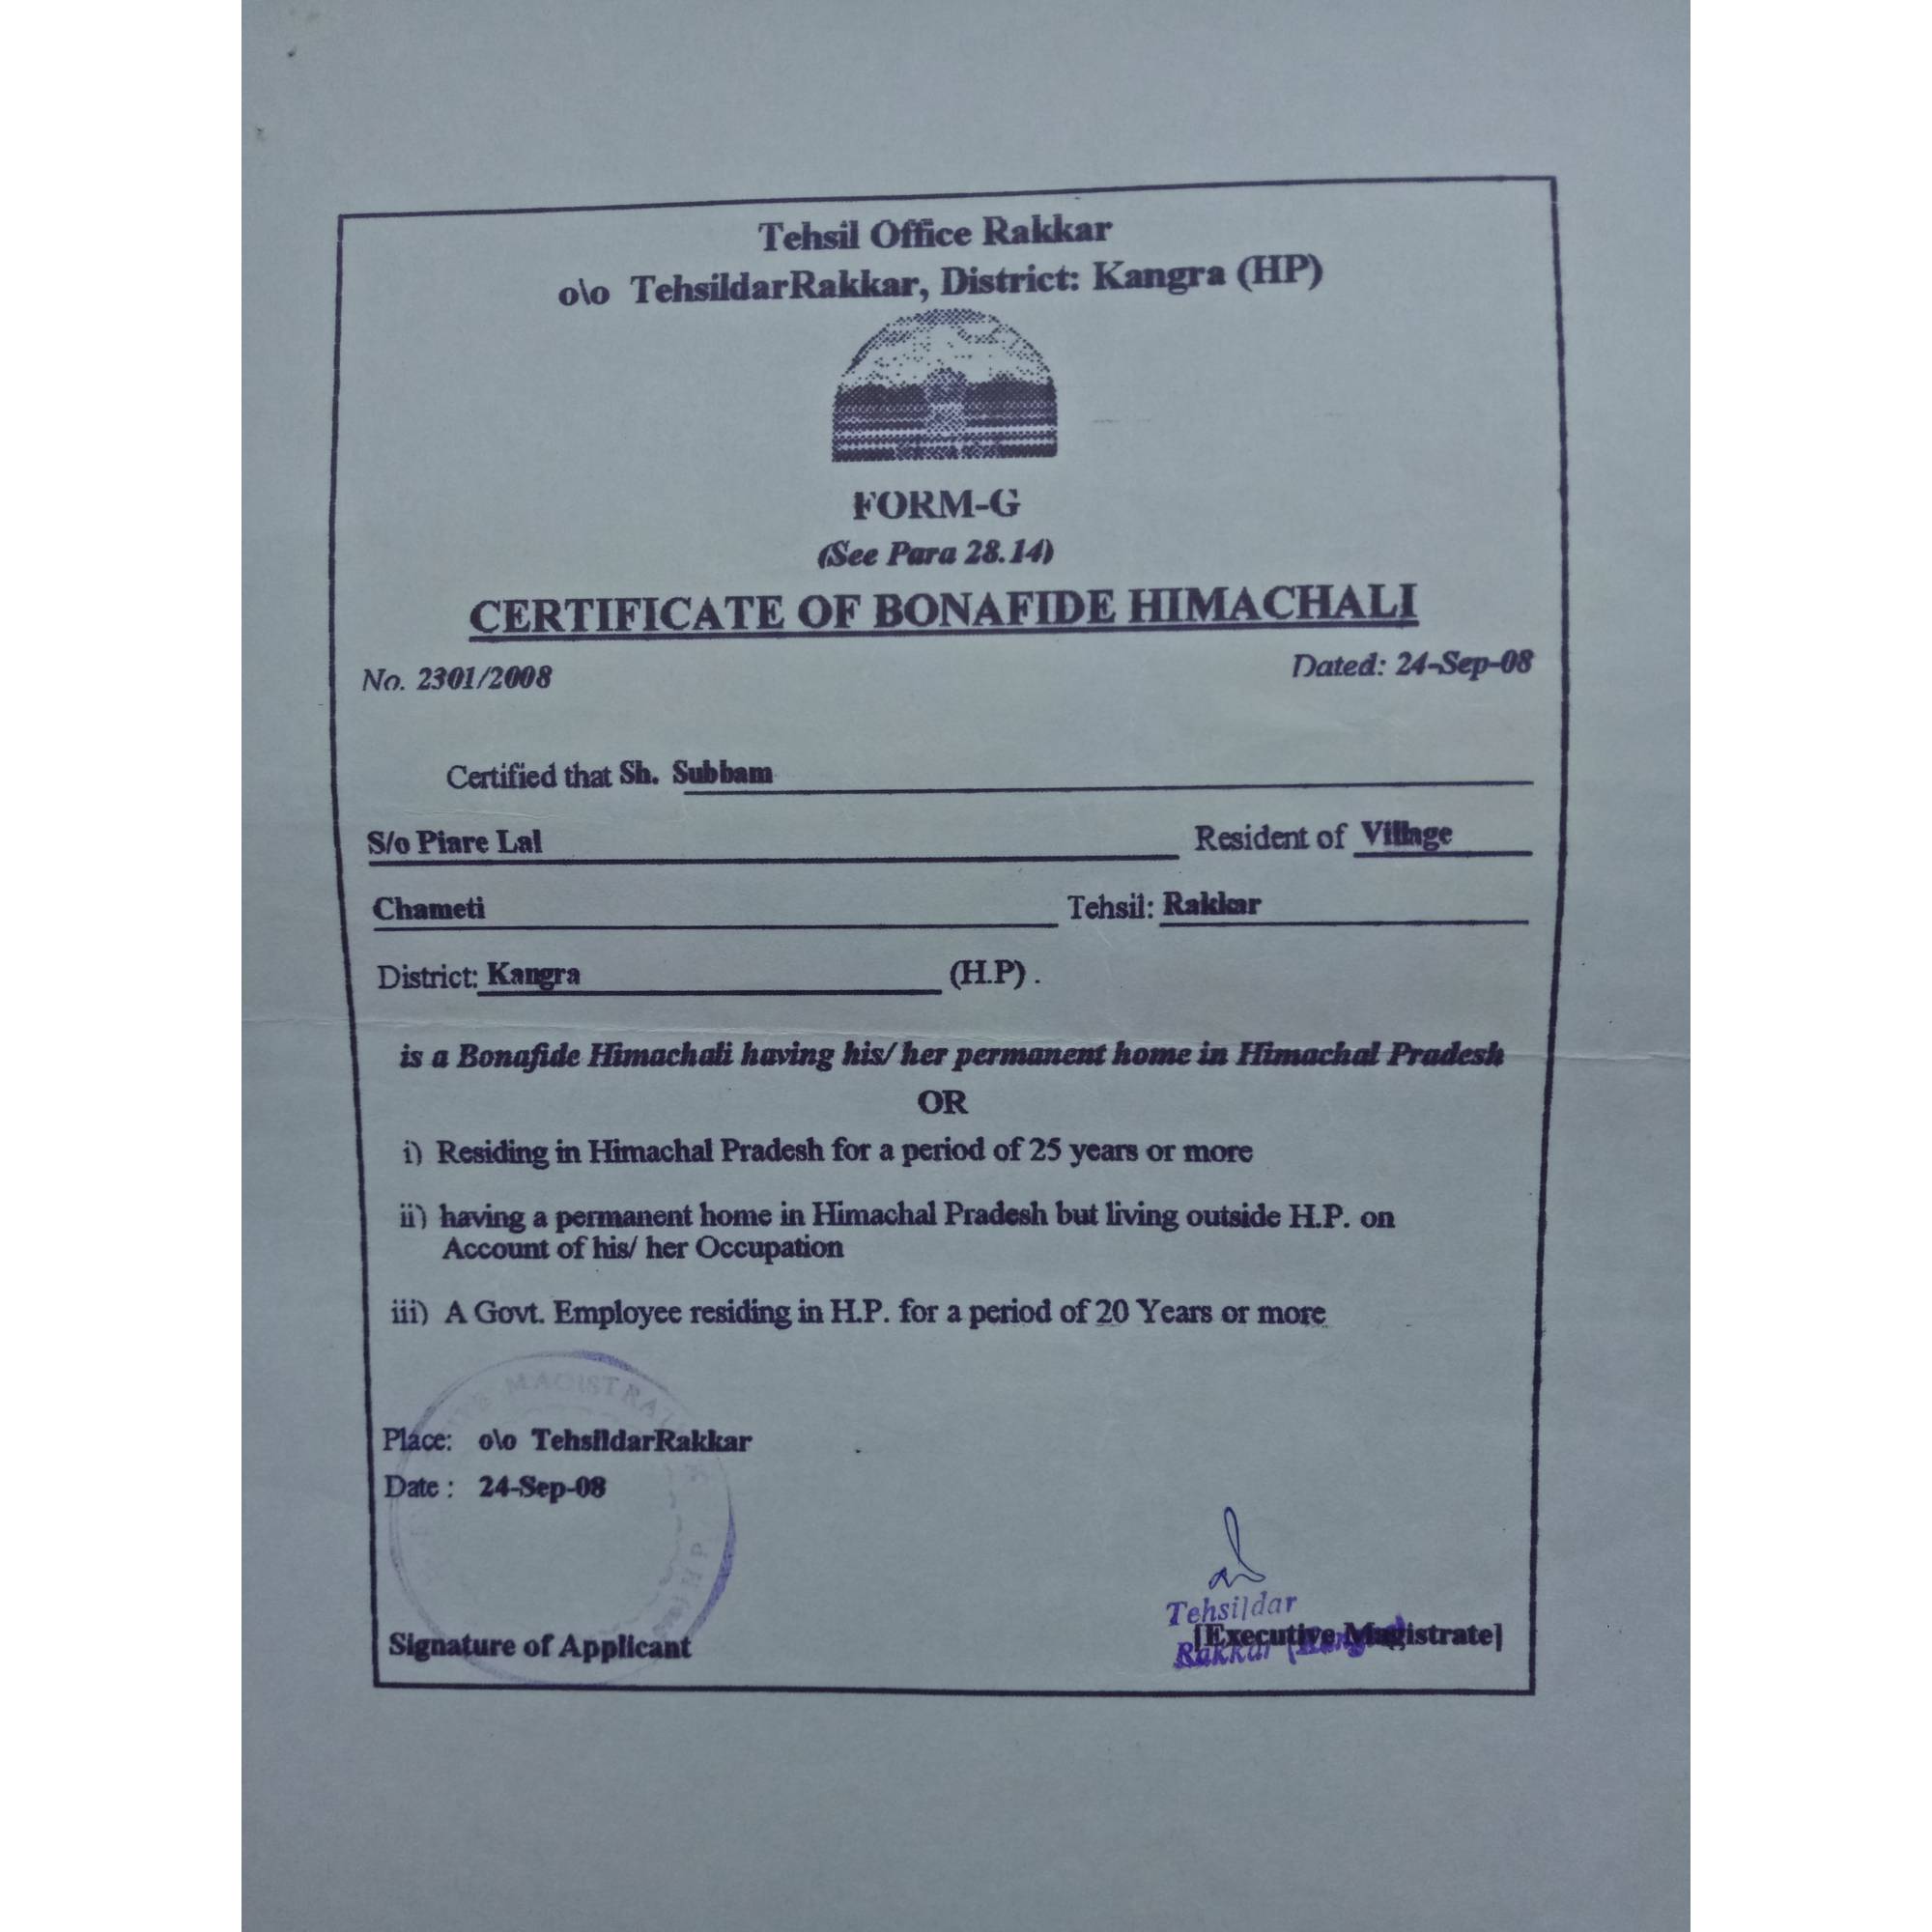 Tehsil Office Rakkar
o\o TehsildarRakkar, District: Kangra (HP)
FORM-G
(See Para 28.14)
CERTIFICATE OF BONAFIDE HIMACHALI
No. 2301/2008 Dated: 24-Sep-08
Certified that Sh. Subham
S/o Piare Lal Resident of Village
Chameti Tehsil: Rakkar
District: Kangra (H.P) .
is a Bonafide Himachali having his/ her permanent home in Himachal Pradesh
OR
i) Residing in Himachal Pradesh for a period of 25 years or more
ii) having a permanent home in Himachal Pradesh but living outside H.P. on
Account of his/ her Occupation
iii) A Govt. Employee residing in H.P. for a period of 20 Years or more
MAGISTRATE
H P
Place: o\o TehsildarRakkar
Date : 24-Sep-08
Tehsildar
Signature of Applicant [Executive Magistrate]
Rakkar